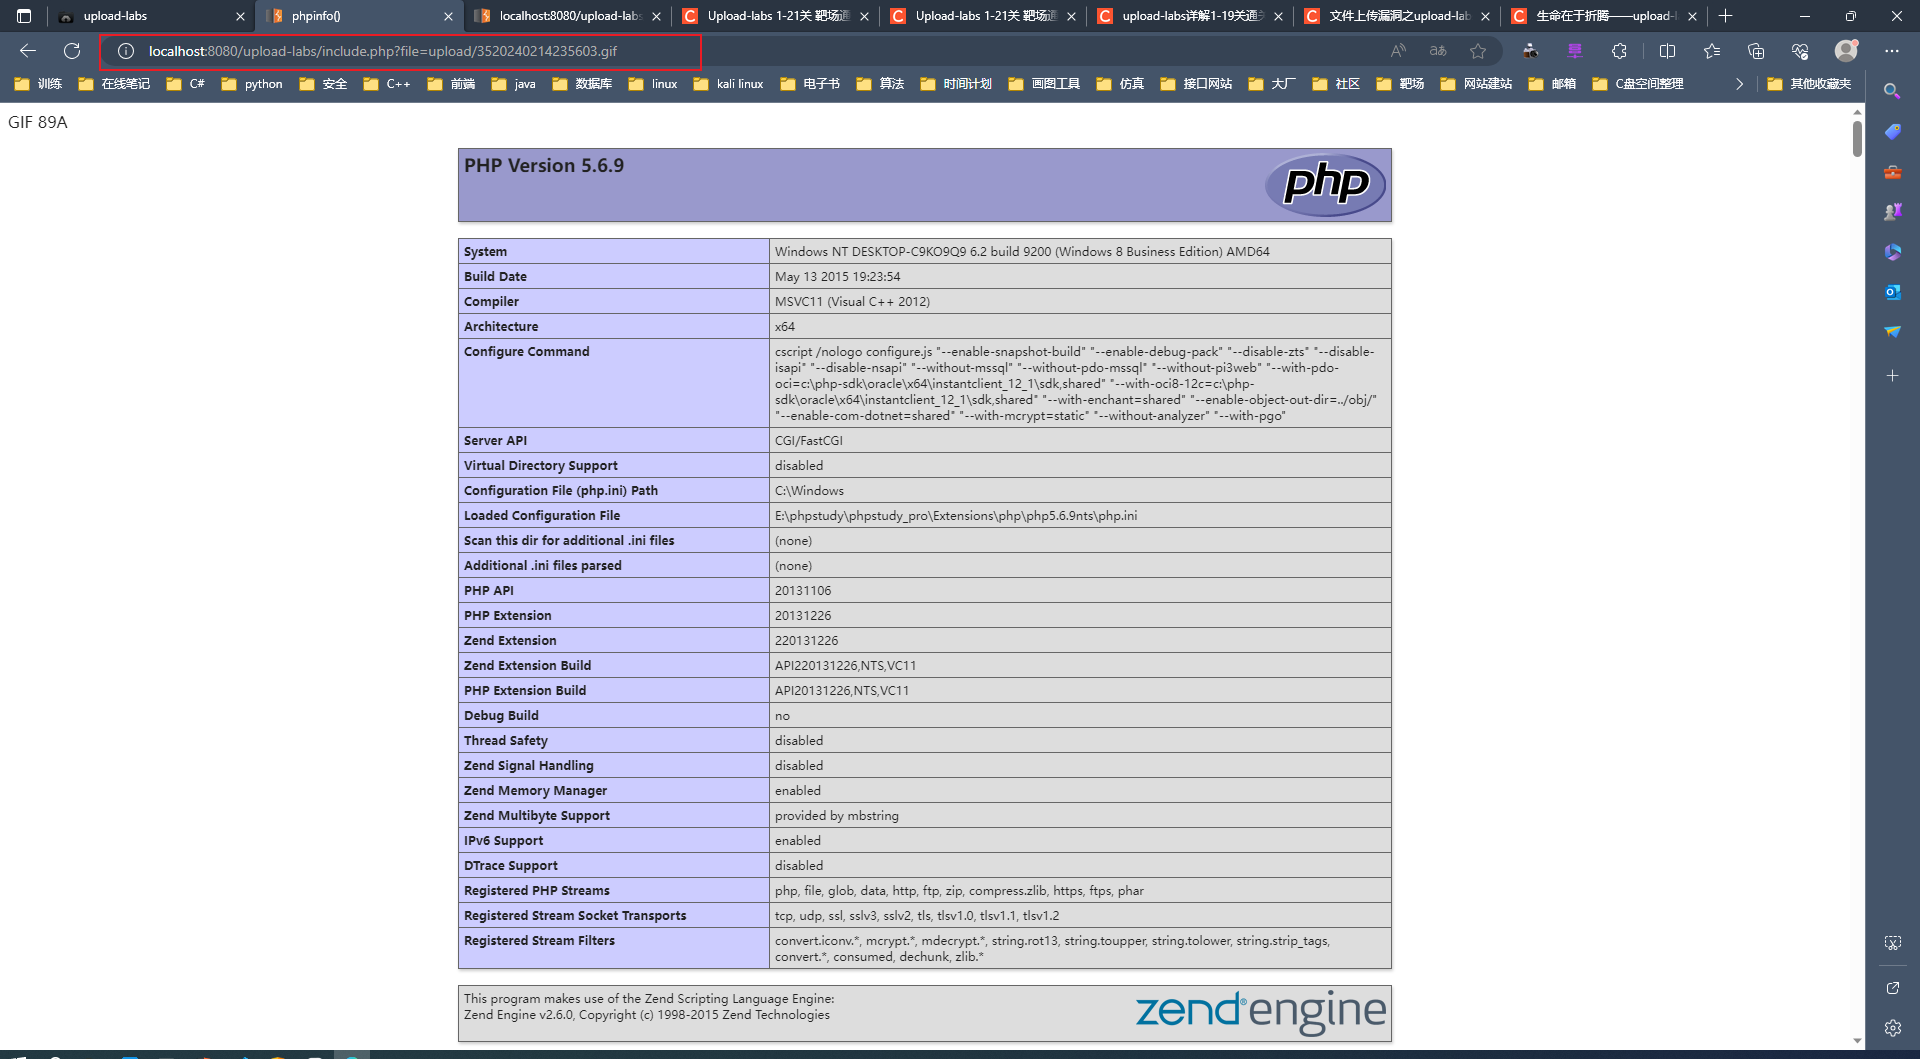 upload-labs
phpinfo()
localhost:8080/upload-labs
Upload-labs 1-21关 靶场通
Upload-labs 1-21关 靶场通
upload-labs详解1-19关通关
文件上传漏洞之upload-lab
生命在于折腾——upload-l
localhost:8080/upload-labs/include.php?file=upload/3520240214235603.gif
训练
在线笔记
C#
python
安全
C++
前端
java
数据库
linux
kali linux
电子书
算法
时间计划
画图工具
仿真
接口网站
大厂
社区
靶场
网站建站
邮箱
C盘空间整理
其他收藏夹
GIF 89A
PHP Version 5.6.9
php
System Windows NT DESKTOP-C9KO9Q9 6.2 build 9200 (Windows 8 Business Edition) AMD64
Build Date May 13 2015 19:23:54
Compiler MSVC11 (Visual C++ 2012)
Architecture x64
Configure Command cscript /nologo configure.js "--enable-snapshot-build" "--enable-debug-pack" "--disable-zts" "--disable-
isapi" "--disable-nsapi" "--without-mssql" "--without-pdo-mssql" "--without-pi3web" "--with-pdo-
oci=c:\php-sdk\oracle\x64\instantclient_12_1\sdk,shared" "--with-oci8-12c=c:\php-
sdk\oracle\x64\instantclient_12_1\sdk,shared" "--with-enchant=shared" "--enable-object-out-dir=../obj/"
"--enable-com-dotnet=shared" "--with-mcrypt=static" "--without-analyzer" "--with-pgo"
Server API CGI/FastCGI
Virtual Directory Support disabled
Configuration File (php.ini) Path C:\Windows
Loaded Configuration File E:\phpstudy\phpstudy_pro\Extensions\php\php5.6.9nts\php.ini
Scan this dir for additional .ini files (none)
Additional .ini files parsed (none)
PHP API 20131106
PHP Extension 20131226
Zend Extension 220131226
Zend Extension Build API220131226,NTS,VC11
PHP Extension Build API20131226,NTS,VC11
Debug Build no
Thread Safety disabled
Zend Signal Handling disabled
Zend Memory Manager enabled
Zend Multibyte Support provided by mbstring
IPv6 Support enabled
DTrace Support disabled
Registered PHP Streams php, file, glob, data, http, ftp, zip, compress.zlib, https, ftps, phar
Registered Stream Socket Transports tcp, udp, ssl, sslv3, sslv2, tls, tlsv1.0, tlsv1.1, tlsv1.2
Registered Stream Filters convert.iconv.*, mcrypt.*, mdecrypt.*, string.rot13, string.toupper, string.tolower, string.strip_tags,
convert.*, consumed, dechunk, zlib.*
This program makes use of the Zend Scripting Language Engine:
Zend Engine v2.6.0, Copyright (c) 1998-2015 Zend Technologies
zend engine